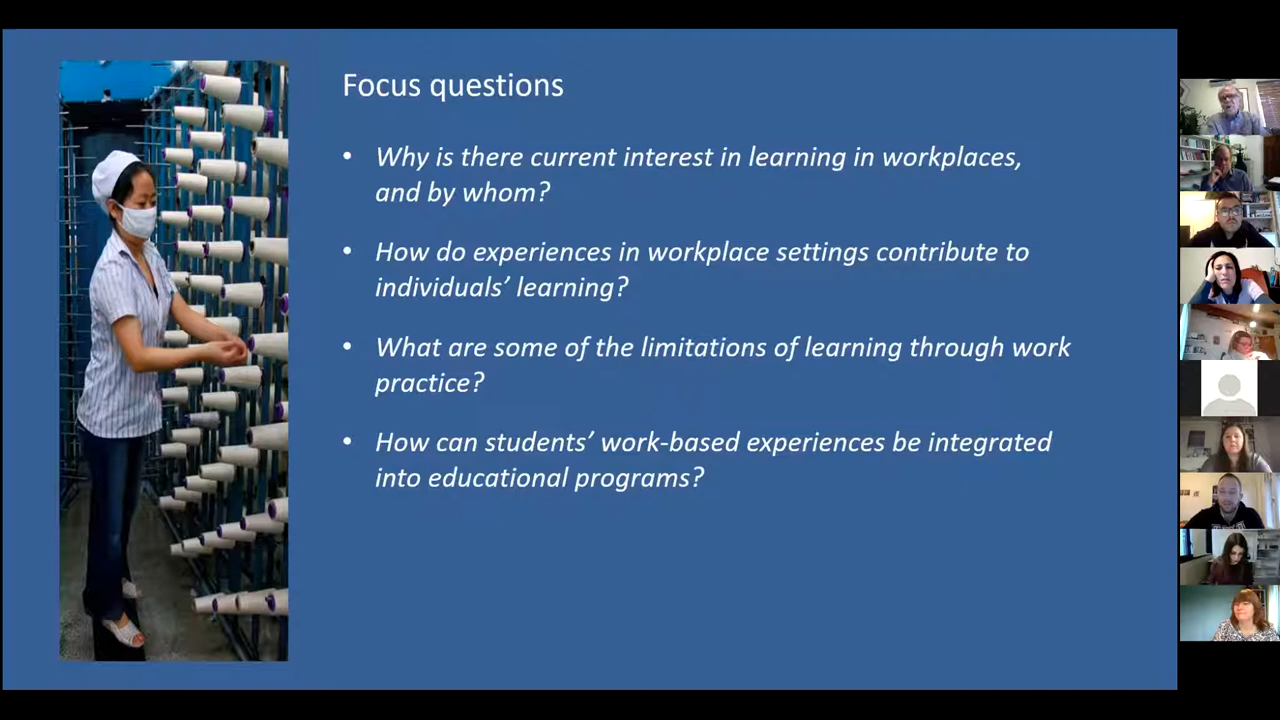 Focus questions
• Why is there current interest in learning in workplaces,
and by whom?
• How do experiences in workplace settings contribute to
individuals’ learning?
• What are some of the limitations of learning through work
practice?
• How can students’ work-based experiences be integrated
into educational programs?